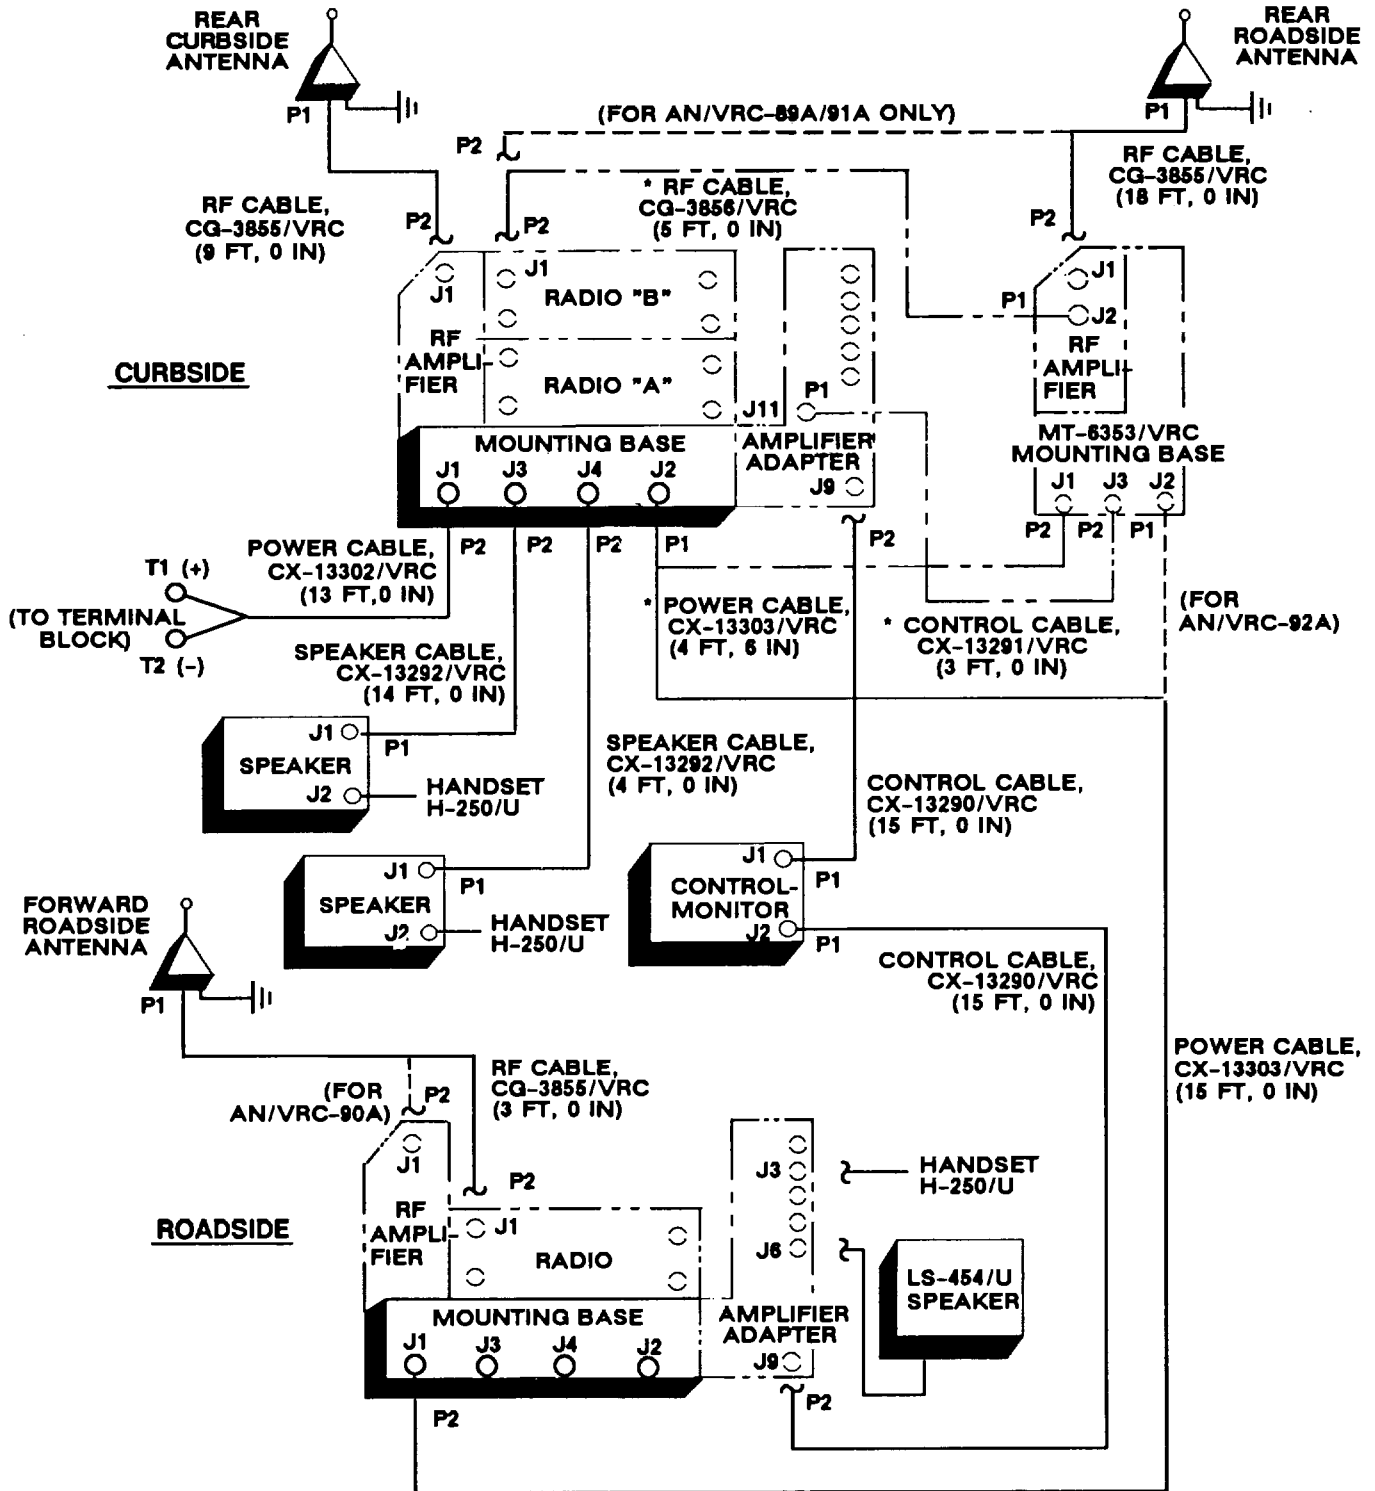 REAR
CURBSIDE
ANTENNA
P1
REAR
ROADSIDE
ANTENNA
P1
(FOR AN/VRC-89A/91A ONLY)
P2
RF CABLE,
CG-3855/VRC
(18 FT, 0 IN)
P2
RF CABLE,
CG-3855/VRC
(9 FT, 0 IN)
P2
P2
* RF CABLE,
CG-3856/VRC
(5 FT, 0 IN)
J1
J1
RADIO "B"
RF
AMPLI-
FIER
RADIO "A"
CURBSIDE
P1
J1
J2
RF
AMPLI-
FIER
P1
J11
AMPLIFIER
ADAPTER
J9
MOUNTING BASE
J1
J3
J4
J2
MT-6353/VRC
MOUNTING BASE
J1
J3
J2
P2
P2
P1
P2
P2
P2
P1
P2
POWER CABLE,
CX-13302/VRC
(13 FT,0 IN)
T1 (+)
(TO TERMINAL
BLOCK)
T2 (-)
* POWER CABLE,
CX-13303/VRC
(4 FT, 6 IN)
* CONTROL CABLE,
CX-13291/VRC
(3 FT, 0 IN)
(FOR
AN/VRC-92A)
SPEAKER CABLE,
CX-13292/VRC
(14 FT, 0 IN)
J1
P1
SPEAKER
J2
HANDSET
H-250/U
SPEAKER CABLE,
CX-13292/VRC
(4 FT, 0 IN)
CONTROL CABLE,
CX-13290/VRC
(15 FT, 0 IN)
J1
P1
SPEAKER
J2
HANDSET
H-250/U
J1
P1
CONTROL-
MONITOR
J2
P1
FORWARD
ROADSIDE
ANTENNA
P1
CONTROL CABLE,
CX-13290/VRC
(15 FT, 0 IN)
POWER CABLE,
CX-13303/VRC
(15 FT, 0 IN)
RF CABLE,
CG-3855/VRC
(3 FT, 0 IN)
(FOR
AN/VRC-90A)
P2
J1
P2
RF
AMPLI-
FIER
J1
RADIO
ROADSIDE
J3
HANDSET
H-250/U
J6
LS-454/U
SPEAKER
AMPLIFIER
ADAPTER
J9
MOUNTING BASE
J1
J3
J4
J2
P2
P2